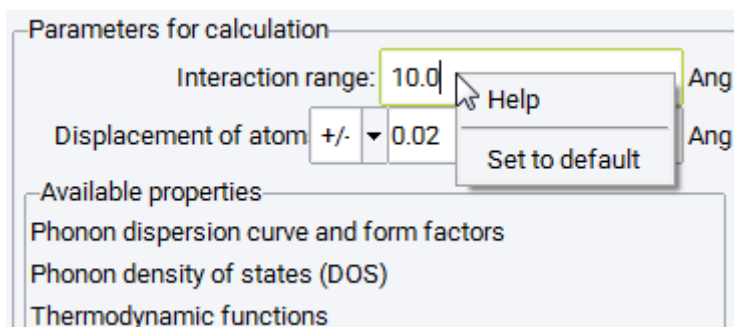 Parameters for calculation
Interaction range: 10.0 Ang
Help
Displacement of atom +/- 0.02 Ang
Set to default
Available properties
Phonon dispersion curve and form factors
Phonon density of states (DOS)
Thermodynamic functions